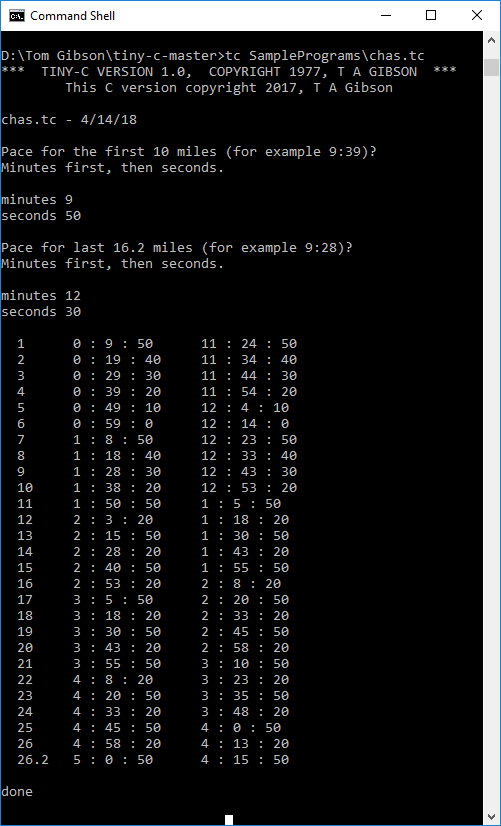 Command Shell
D:\Tom Gibson\tiny-c-master>tc SamplePrograms\chas.tc
***  TINY-C VERSION 1.0,  COPYRIGHT 1977, T A GIBSON  ***
        This C version copyright 2017, T A Gibson
chas.tc - 4/14/18
Pace for the first 10 miles (for example 9:39)?
Minutes first, then seconds.
minutes 9
seconds 50
Pace for last 16.2 miles (for example 9:28)?
Minutes first, then seconds.
minutes 12
seconds 30
1      0 : 9 : 50      11 : 24 : 50
2      0 : 19 : 40     11 : 34 : 40
3      0 : 29 : 30     11 : 44 : 30
4      0 : 39 : 20     11 : 54 : 20
5      0 : 49 : 10     12 : 4 : 10
6      0 : 59 : 0      12 : 14 : 0
7      1 : 8 : 50      12 : 23 : 50
8      1 : 18 : 40     12 : 33 : 40
9      1 : 28 : 30     12 : 43 : 30
10     1 : 38 : 20     12 : 53 : 20
11     1 : 50 : 50     1 : 5 : 50
12     2 : 3 : 20      1 : 18 : 20
13     2 : 15 : 50     1 : 30 : 50
14     2 : 28 : 20     1 : 43 : 20
15     2 : 40 : 50     1 : 55 : 50
16     2 : 53 : 20     2 : 8 : 20
17     3 : 5 : 50      2 : 20 : 50
18     3 : 18 : 20     2 : 33 : 20
19     3 : 30 : 50     2 : 45 : 50
20     3 : 43 : 20     2 : 58 : 20
21     3 : 55 : 50     3 : 10 : 50
22     4 : 8 : 20      3 : 23 : 20
23     4 : 20 : 50     3 : 35 : 50
24     4 : 33 : 20     3 : 48 : 20
25     4 : 45 : 50     4 : 0 : 50
26     4 : 58 : 20     4 : 13 : 20
26.2   5 : 0 : 50      4 : 15 : 50
done